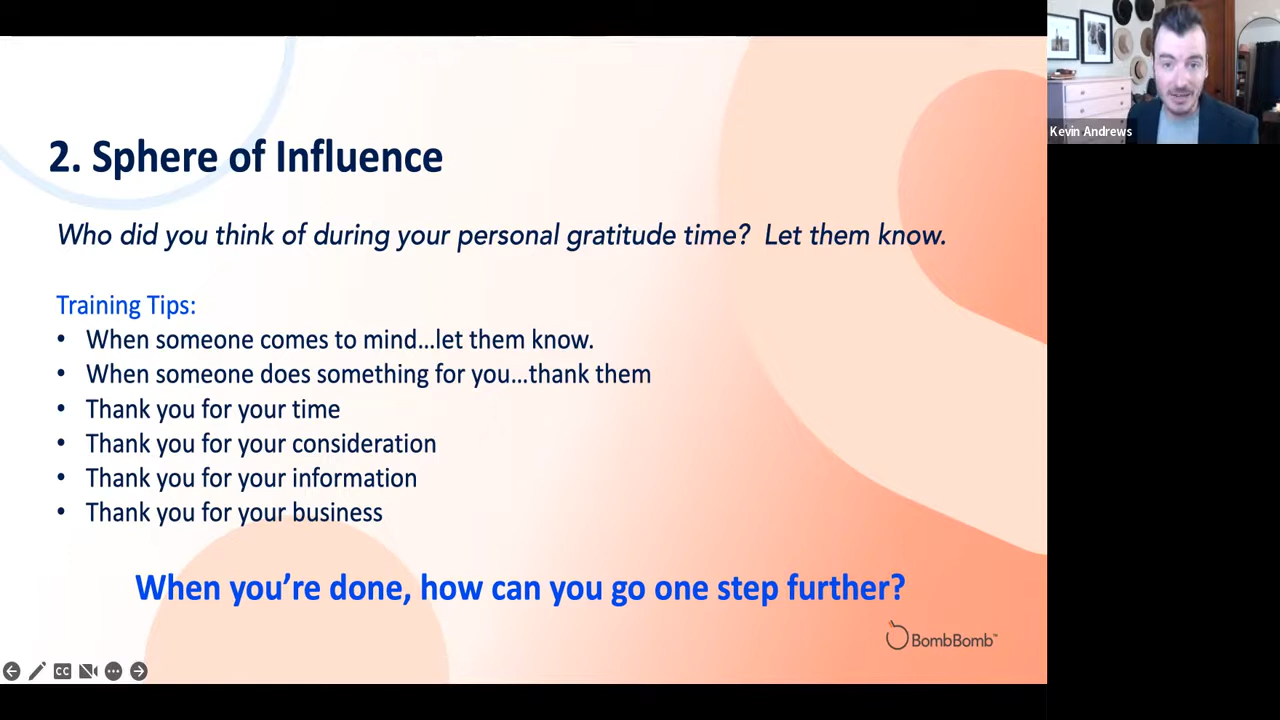 2. Sphere of Influence
Who did you think of during your personal gratitude time? Let them know.
Training Tips:
• When someone comes to mind...let them know.
• When someone does something for you...thank them
• Thank you for your time
• Thank you for your consideration
• Thank you for your information
• Thank you for your business
When you're done, how can you go one step further?
BombBomb™
CC
Kevin Andrews